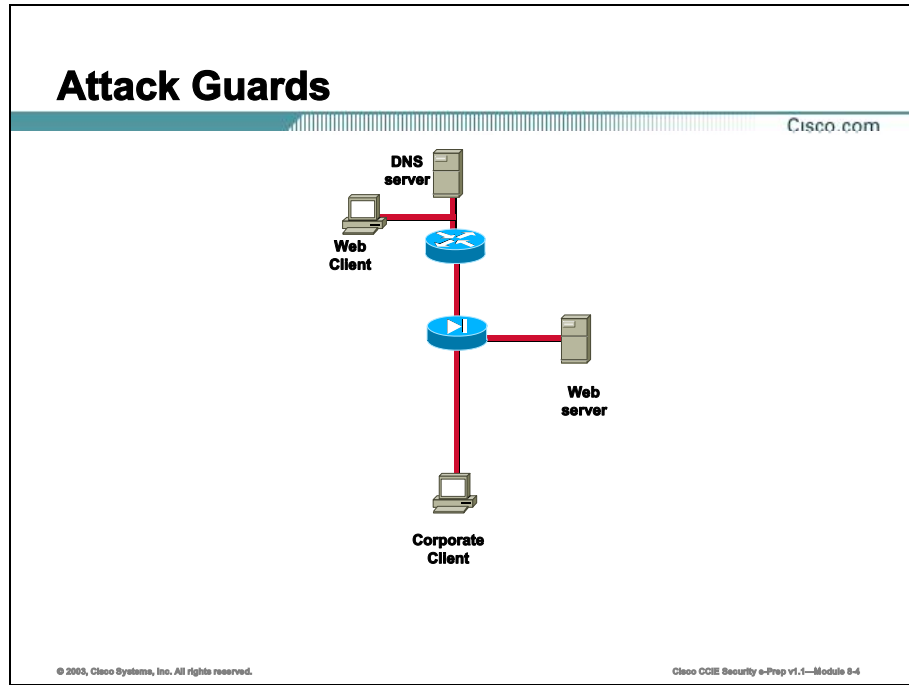 Attack Guards
Cisco.com
DNS
server
Web
Client
Web
server
Corporate
Client
© 2003, Cisco Systems, Inc. All rights reserved.
Cisco CCIE Security e-Prep v1.1—Module 8-4